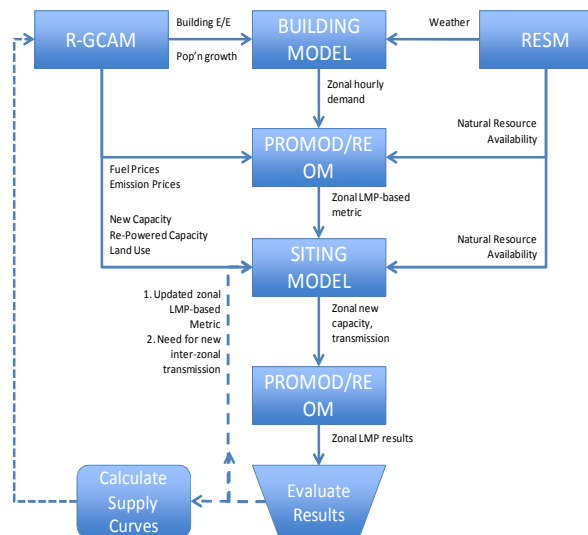 R-GCAM
Building E/E
Pop'n growth
BUILDING
MODEL
Weather
RESM
Zonal hourly
demand
Natural Resource
Availability
PROMOD/RE
OM
Fuel Prices
Emission Prices
Zonal LMP-based
metric
New Capacity
Re-Powered Capacity
Land Use
SITING
MODEL
Natural Resource
Availability
1. Updated zonal
LMP-based
Metric
2. Need for new
inter-zonal
transmission
Zonal new
capacity,
transmission
PROMOD/RE
OM
Zonal LMP results
Calculate
Supply
Curves
Evaluate
Results